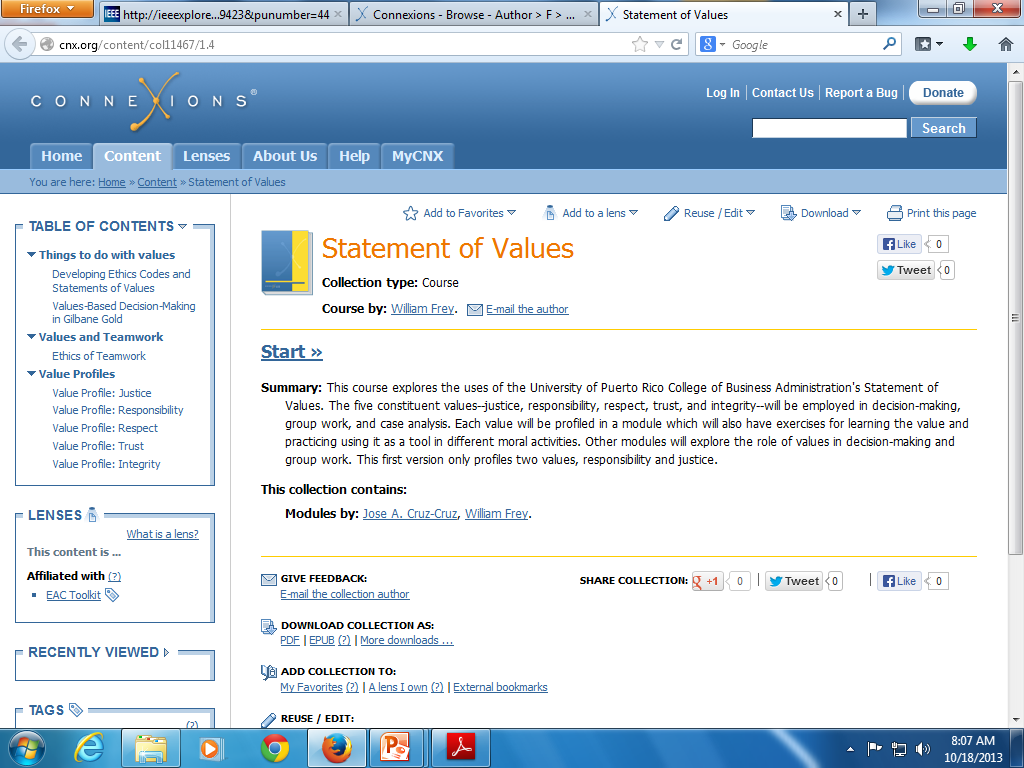 Firefox
IEEE http://ieeexplore...9423&punumber=44
Connexions - Browse - Author > F > ...
Statement of Values
cnx.org/content/col11467/1.4
Google
CONNEXIONS®
Log In | Contact Us | Report a Bug | Donate
Search
Home Content Lenses About Us Help MyCNX
You are here: Home » Content » Statement of Values
TABLE OF CONTENTS
Things to do with values
Developing Ethics Codes and
Statements of Values
Values-Based Decision-Making
in Gilbane Gold
Values and Teamwork
Ethics of Teamwork
Value Profiles
Value Profile: Justice
Value Profile: Responsibility
Value Profile: Respect
Value Profile: Trust
Value Profile: Integrity
LENSES
What is a lens?
This content is ...
Affiliated with (?)
EAC Toolkit
RECENTLY VIEWED
TAGS
(?)
Add to Favorites Add to a lens Reuse / Edit Download Print this page
Statement of Values
Like 0
Tweet 0
Collection type: Course
Course by: William Frey. E-mail the author
Start »
Summary: This course explores the uses of the University of Puerto Rico College of Business Administration's Statement of
Values. The five constituent values--justice, responsibility, respect, trust, and integrity--will be employed in decision-making,
group work, and case analysis. Each value will be profiled in a module which will also have exercises for learning the value and
practicing using it as a tool in different moral activities. Other modules will explore the role of values in decision-making and
group work. This first version only profiles two values, responsibility and justice.
This collection contains:
Modules by: Jose A. Cruz-Cruz, William Frey.
GIVE FEEDBACK:
E-mail the collection author
SHARE COLLECTION: g +1 0 | Tweet 0 | Like 0
DOWNLOAD COLLECTION AS:
PDF | EPUB (?) | More downloads ...
ADD COLLECTION TO:
My Favorites (?) | A lens I own (?) | External bookmarks
REUSE / EDIT:
8:07 AM
10/18/2013